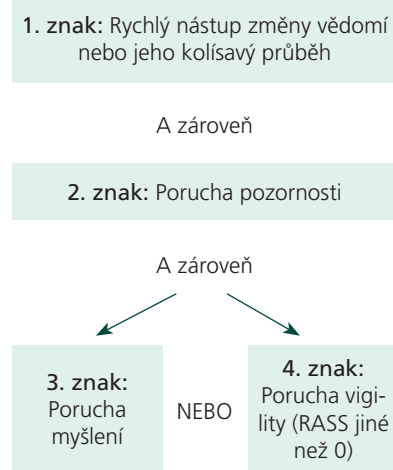 1. znak: Rychlý nástup změny vědomí
nebo jeho kolísavý průběh
A zároveň
2. znak: Porucha pozornosti
A zároveň
3. znak:
Porucha
myšlení
NEBO
4. znak:
Porucha vigi-
lity (RASS jiné
než 0)